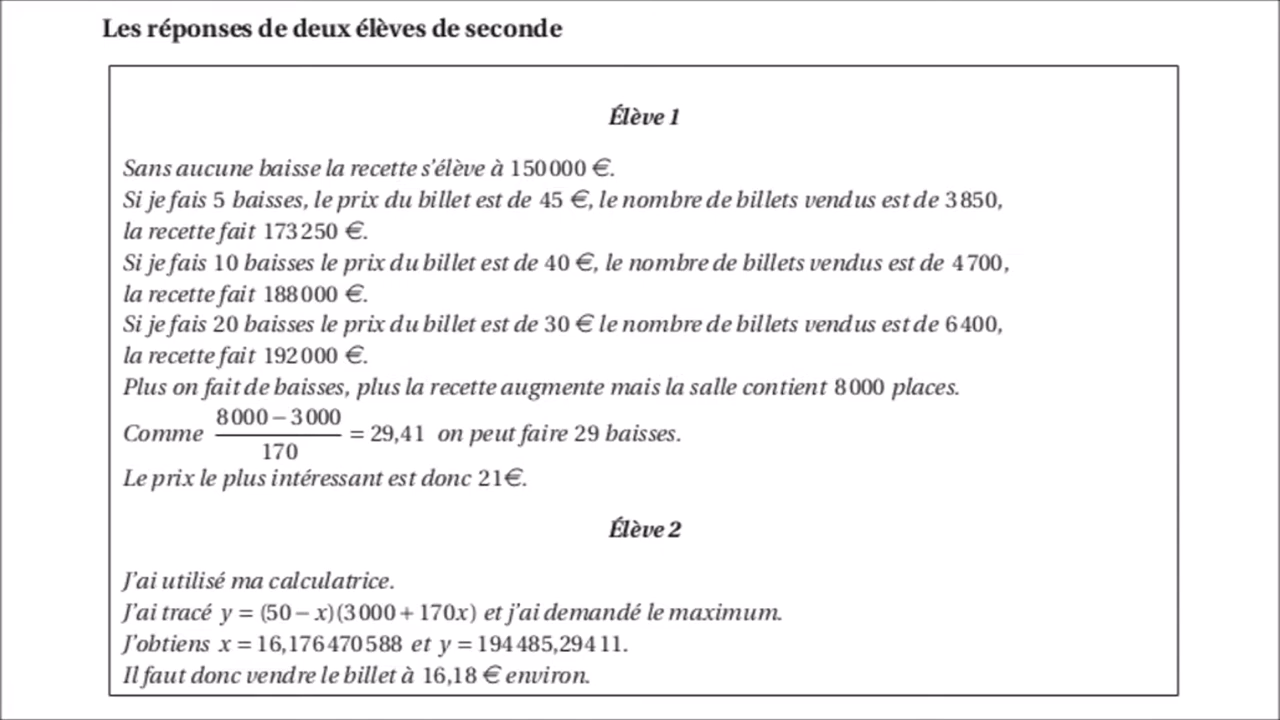 Les réponses de deux élèves de seconde
Élève 1
Sans aucune baisse la recette s'élève à 150 000 €.
Si je fais 5 baisses, le prix du billet est de 45 €, le nombre de billets vendus est de 3 850,
la recette fait 173 250 €.
Si je fais 10 baisses le prix du billet est de 40 €, le nombre de billets vendus est de 4 700,
la recette fait 188 000 €.
Si je fais 20 baisses le prix du billet est de 30 € le nombre de billets vendus est de 6 400,
la recette fait 192 000 €.
Plus on fait de baisses, plus la recette augmente mais la salle contient 8 000 places.
Comme (8 000 − 3 000)/170 = 29,41 on peut faire 29 baisses.
Le prix le plus intéressant est donc 21€.
Élève 2
J'ai utilisé ma calculatrice.
J'ai tracé y = (50 − x)(3 000 + 170x) et j'ai demandé le maximum.
J'obtiens x = 16,176 470 588 et y = 194 485,294 11.
Il faut donc vendre le billet à 16,18 € environ.